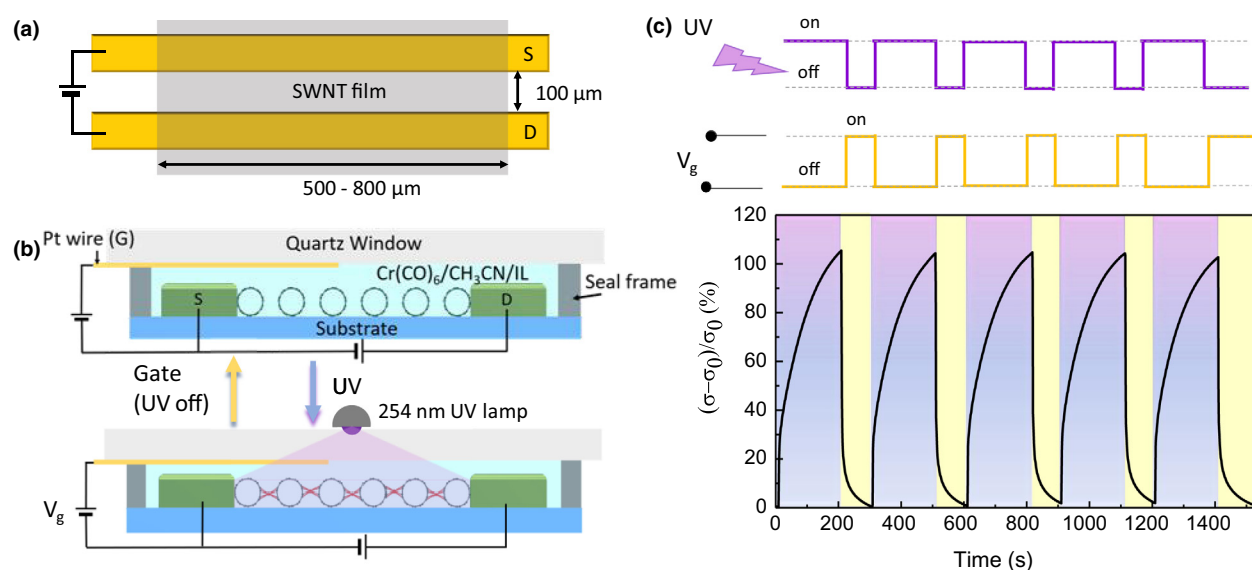 (a)
S
SWNT film
100 µm
D
500 - 800 µm
(b)
Pt wire (G)
Quartz Window
Cr(CO)₆/CH₃CN/IL
Seal frame
S
D
Substrate
Gate
(UV off)
UV
254 nm UV lamp
Vg
(c)
UV
on
off
on
Vg
off
(σ–σ₀)/σ₀ (%)
120
100
80
60
40
20
0
0 200 400 600 800 1000 1200 1400
Time (s)